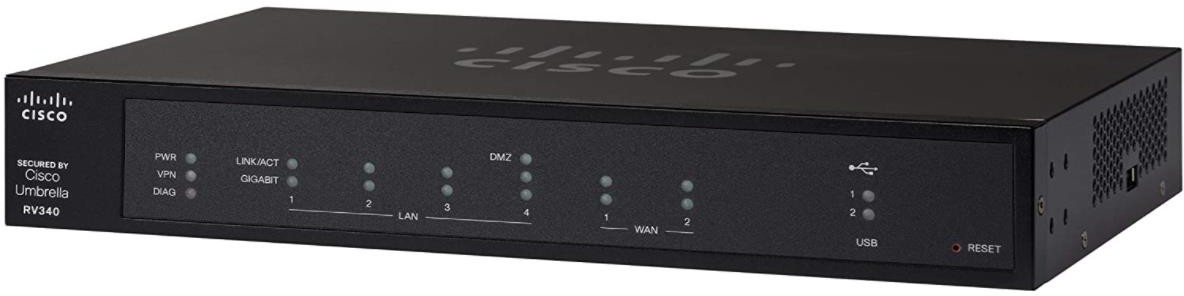 CISCO
CISCO
SECURED BY
Cisco
Umbrella
RV340
PWR
VPN
DIAG
LINK/ACT
GIGABIT
DMZ
1 2 3 4
LAN
1 2
WAN
1
2
USB
RESET